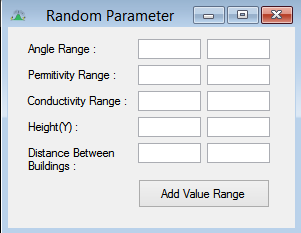 Random Parameter
Angle Range :
Permitivity Range :
Conductivity Range :
Height(Y) :
Distance Between
Buildings :
Add Value Range